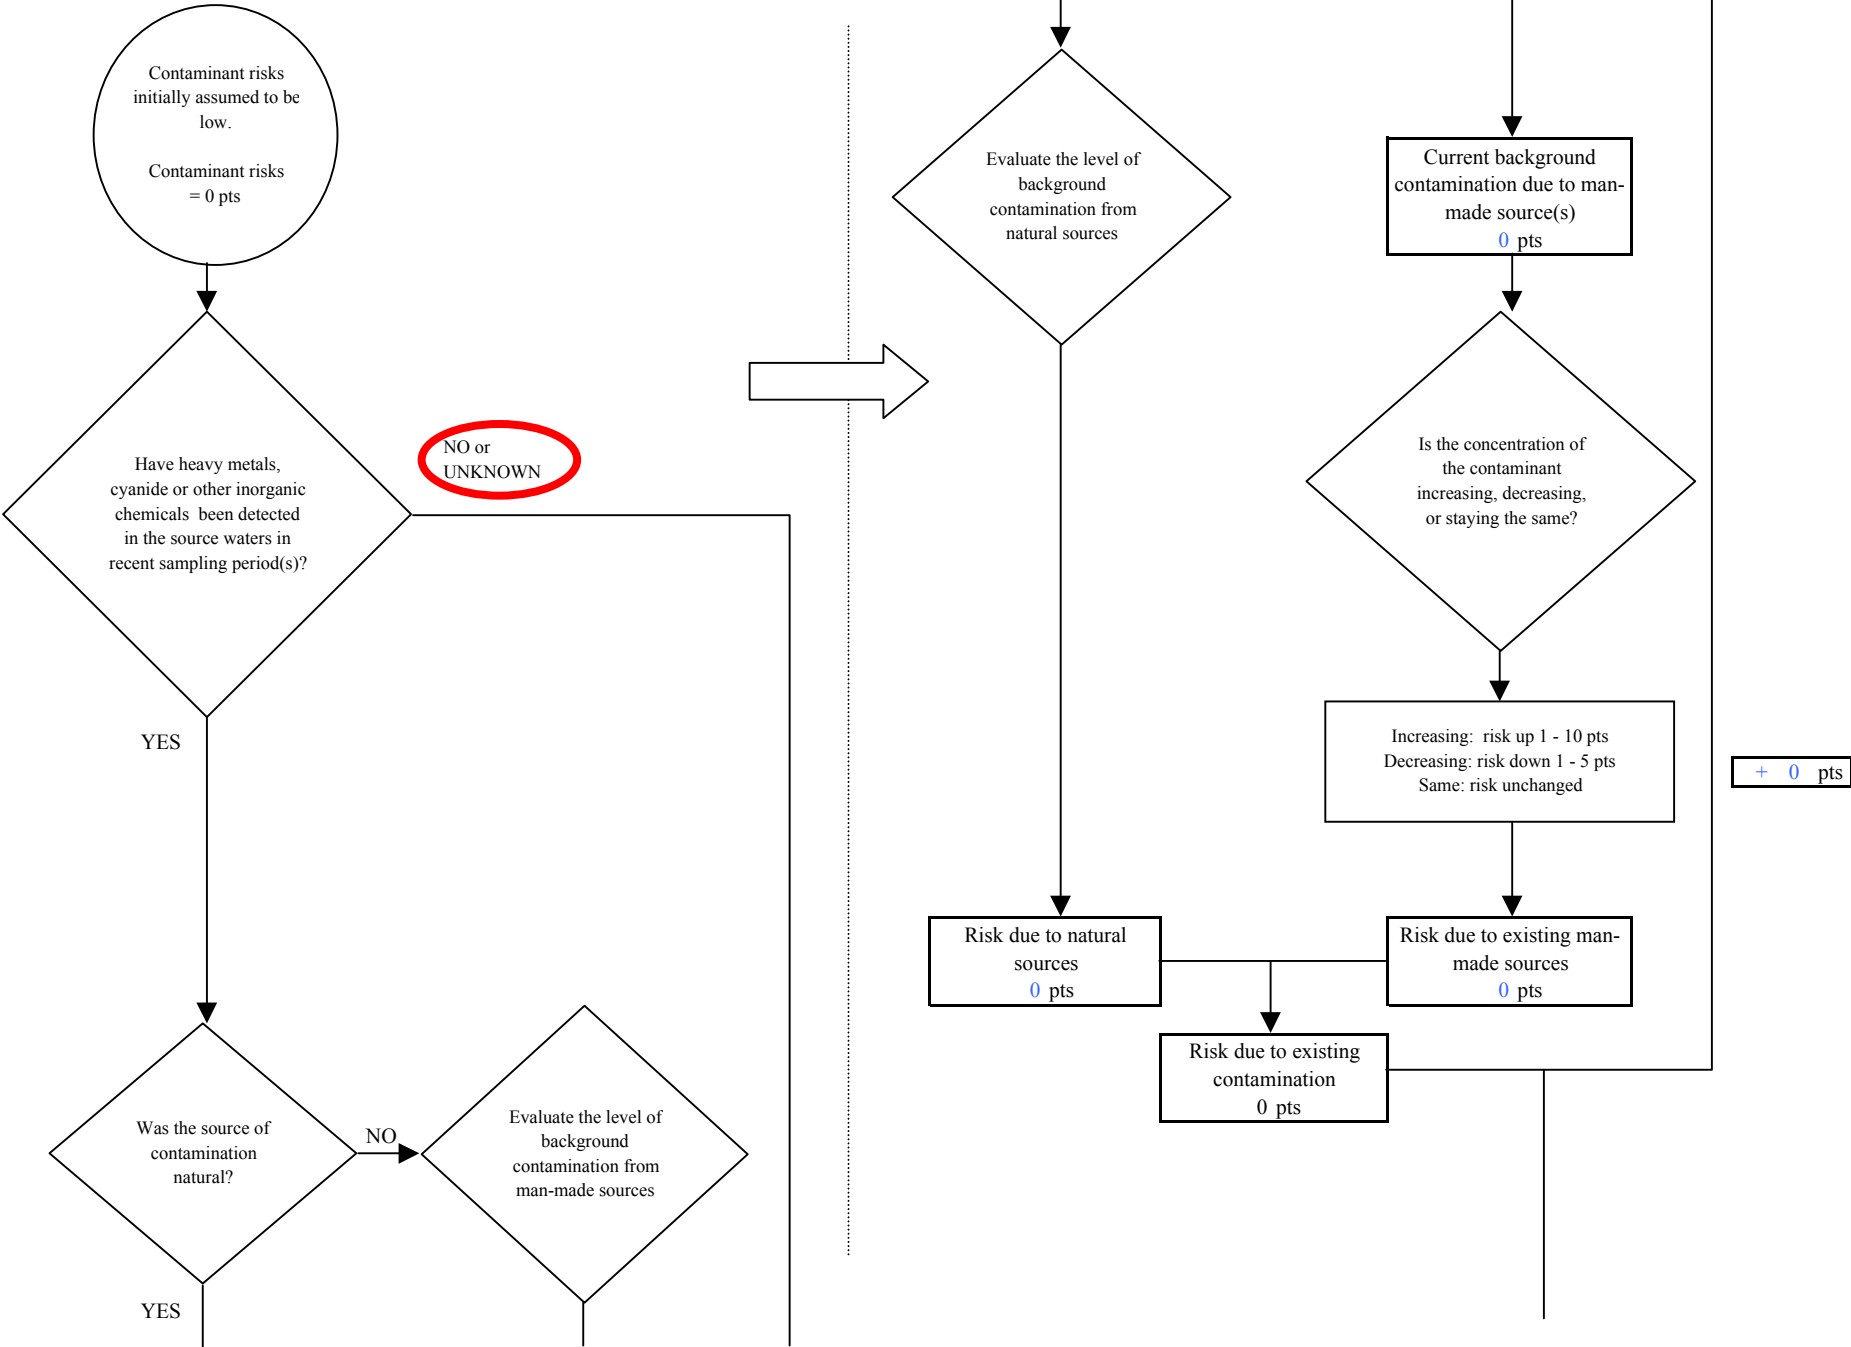 Contaminant risks
initially assumed to be
low.
Contaminant risks
= 0 pts
Have heavy metals,
cyanide or other inorganic
chemicals been detected
in the source waters in
recent sampling period(s)?
NO or
UNKNOWN
YES
Was the source of
contamination
natural?
NO
Evaluate the level of
background
contamination from
man-made sources
YES
Evaluate the level of
background
contamination from
natural sources
Current background
contamination due to man-
made source(s)
0 pts
Is the concentration of
the contaminant
increasing, decreasing,
or staying the same?
Increasing: risk up 1 - 10 pts
Decreasing: risk down 1 - 5 pts
Same: risk unchanged
+ 0 pts
Risk due to natural
sources
0 pts
Risk due to existing man-
made sources
0 pts
Risk due to existing
contamination
0 pts